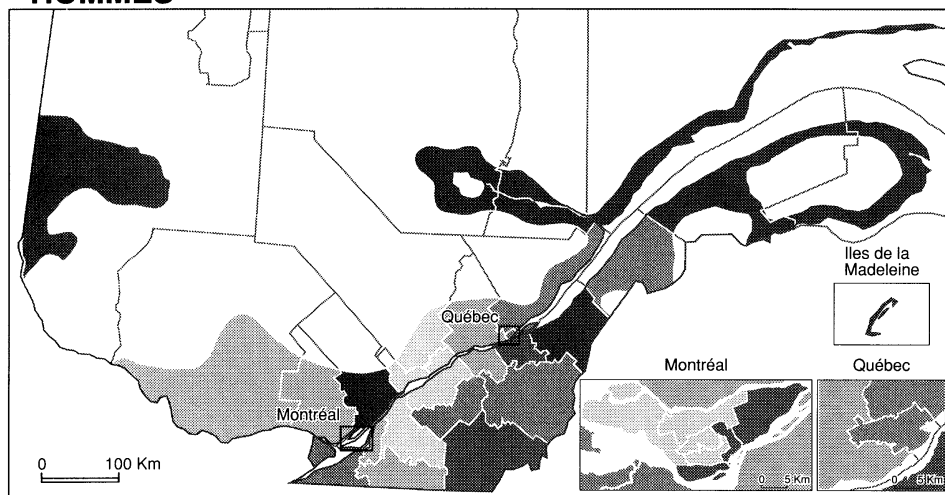 HOMMES
Iles de la
Madeleine
Québec
Montréal
0 100 Km
Montréal
0 5 Km
Québec
0 5 Km